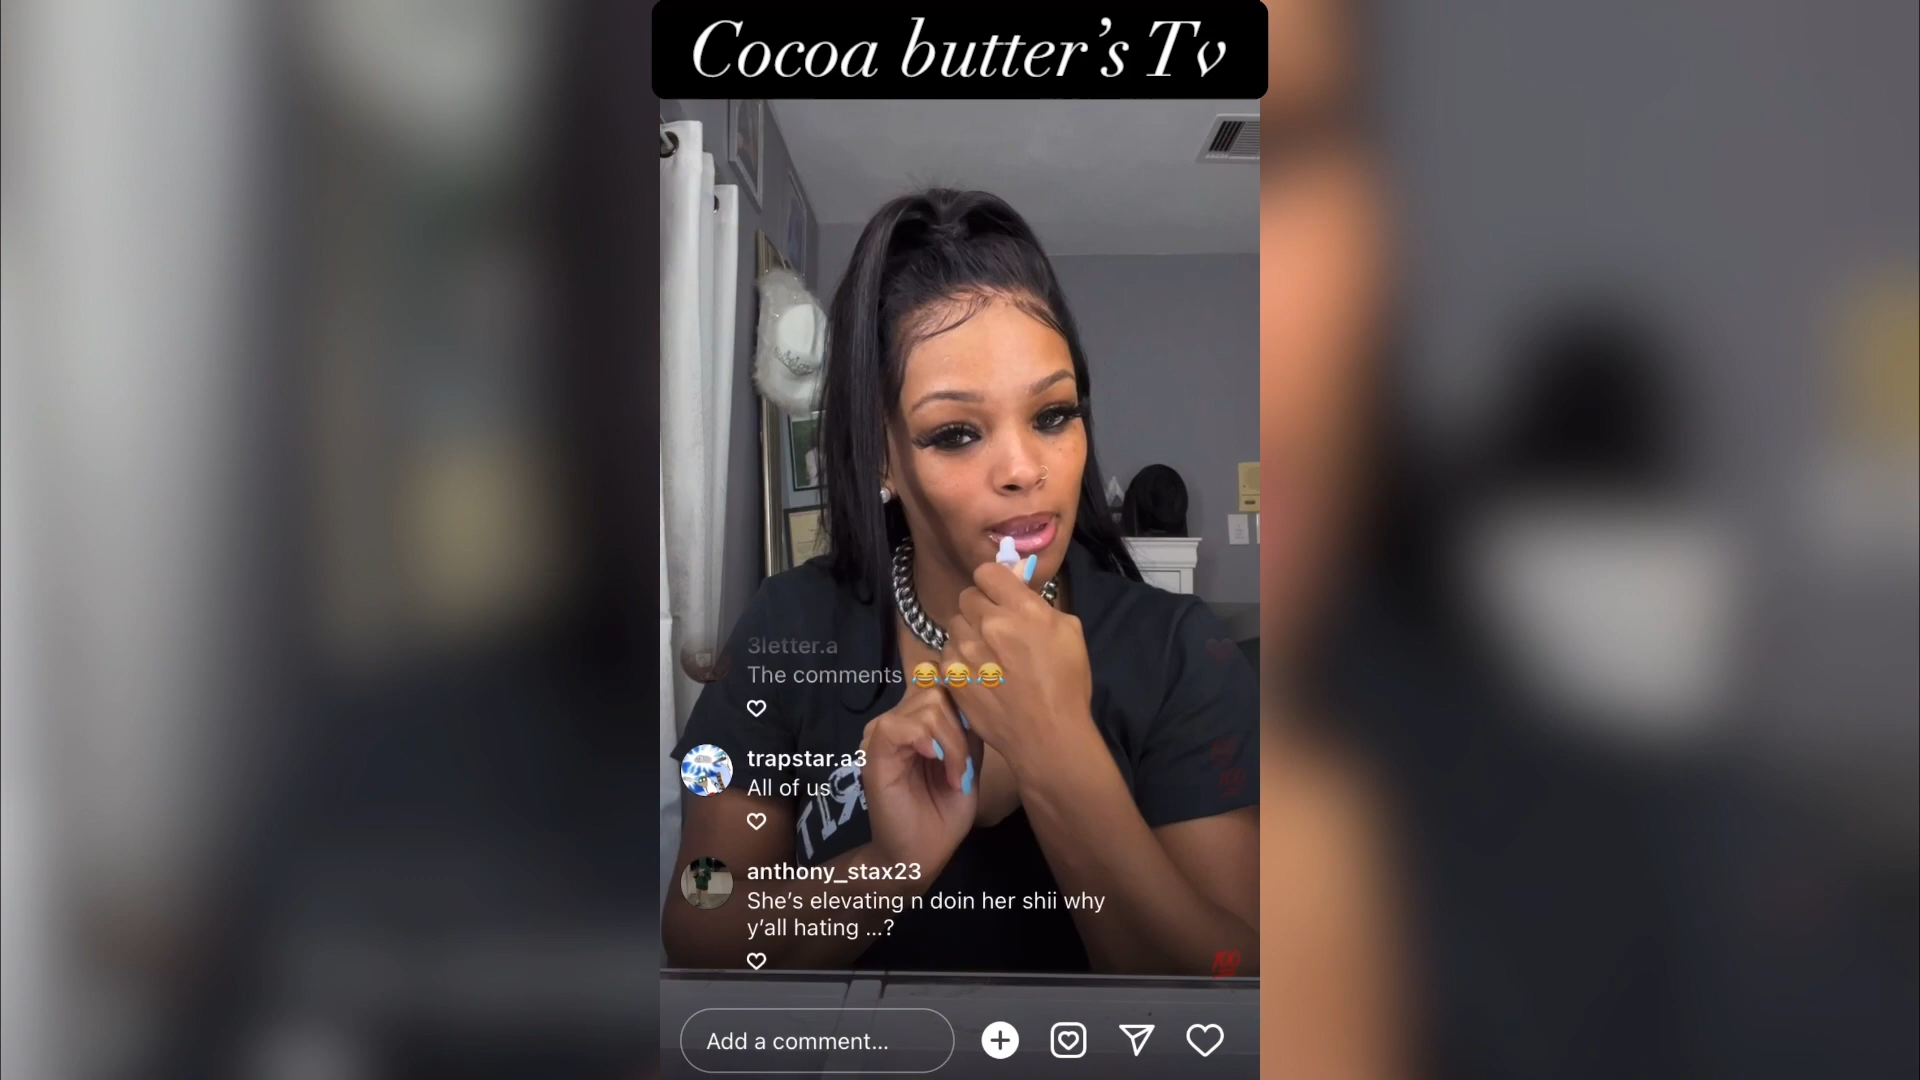 Cocoa butter’s Tv
3letter.a
The comments 😂😂😂
trapstar.a3
All of us
anthony_stax23
She’s elevating n doin her shii why
y’all hating ...?
Add a comment...